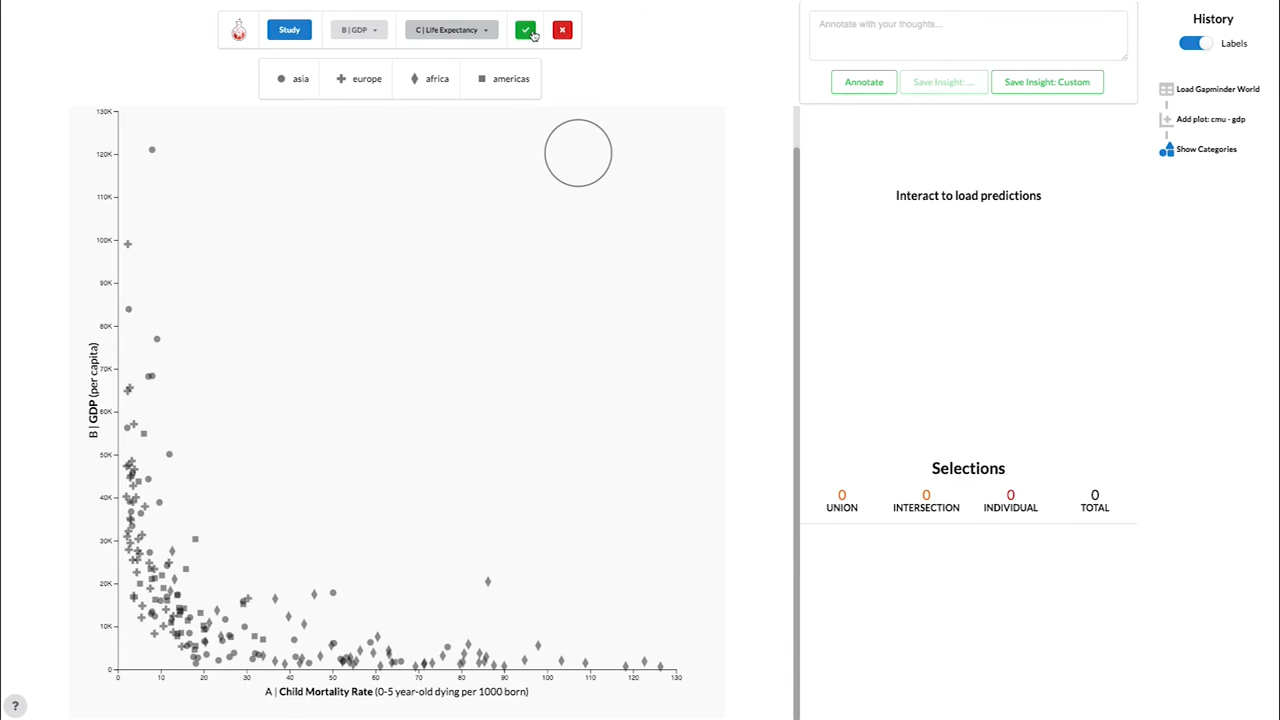 Study
B | GDP
C | Life Expectancy
asia
europe
africa
americas
130K
120K
110K
100K
90K
80K
70K
60K
50K
40K
30K
20K
10K
0
B | GDP (per capita)
0 10 20 30 40 50 60 70 80 90 100 110 120 130
A | Child Mortality Rate (0-5 year-old dying per 1000 born)
Annotate with your thoughts...
Annotate
Save Insight: ...
Save Insight: Custom
Interact to load predictions
Selections
0 0 0 0
UNION INTERSECTION INDIVIDUAL TOTAL
History
Labels
Load Gapminder World
Add plot: cmu - gdp
Show Categories
?